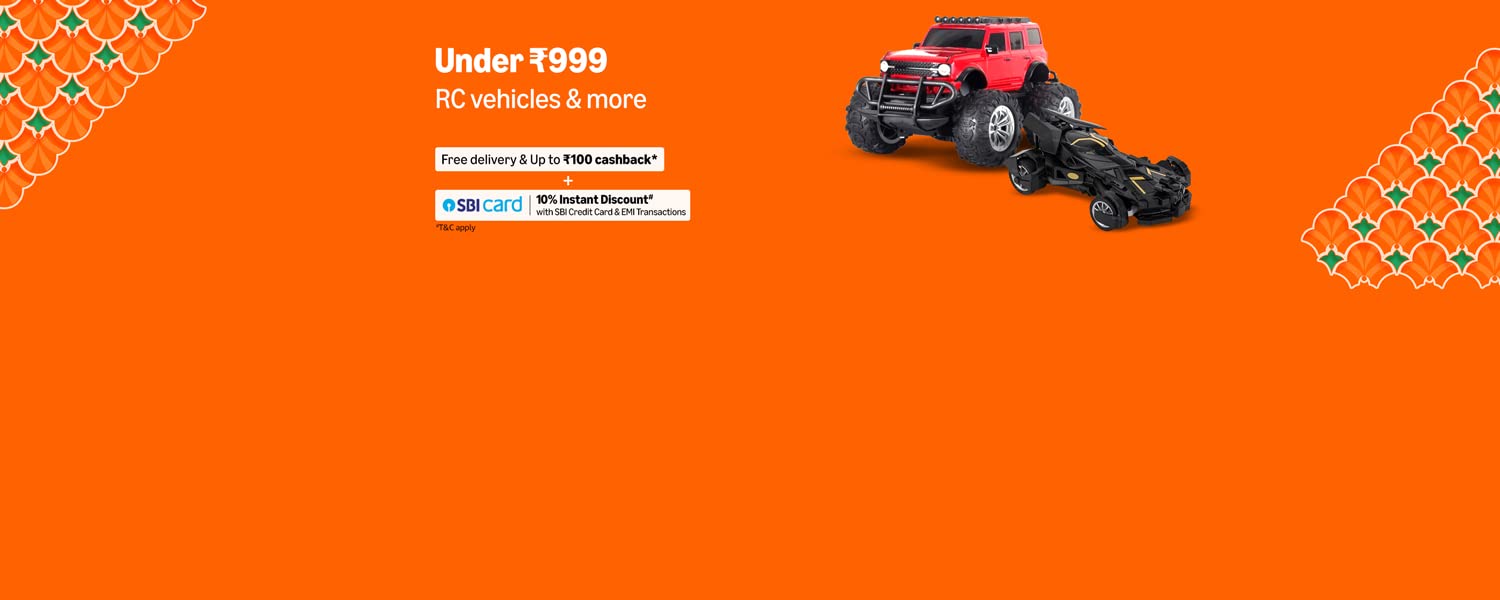 Under ₹999
RC vehicles & more
Free delivery & Up to ₹100 cashback*
+
SBI card
10% Instant Discount#
with SBI Credit Card & EMI Transactions
*T&C apply